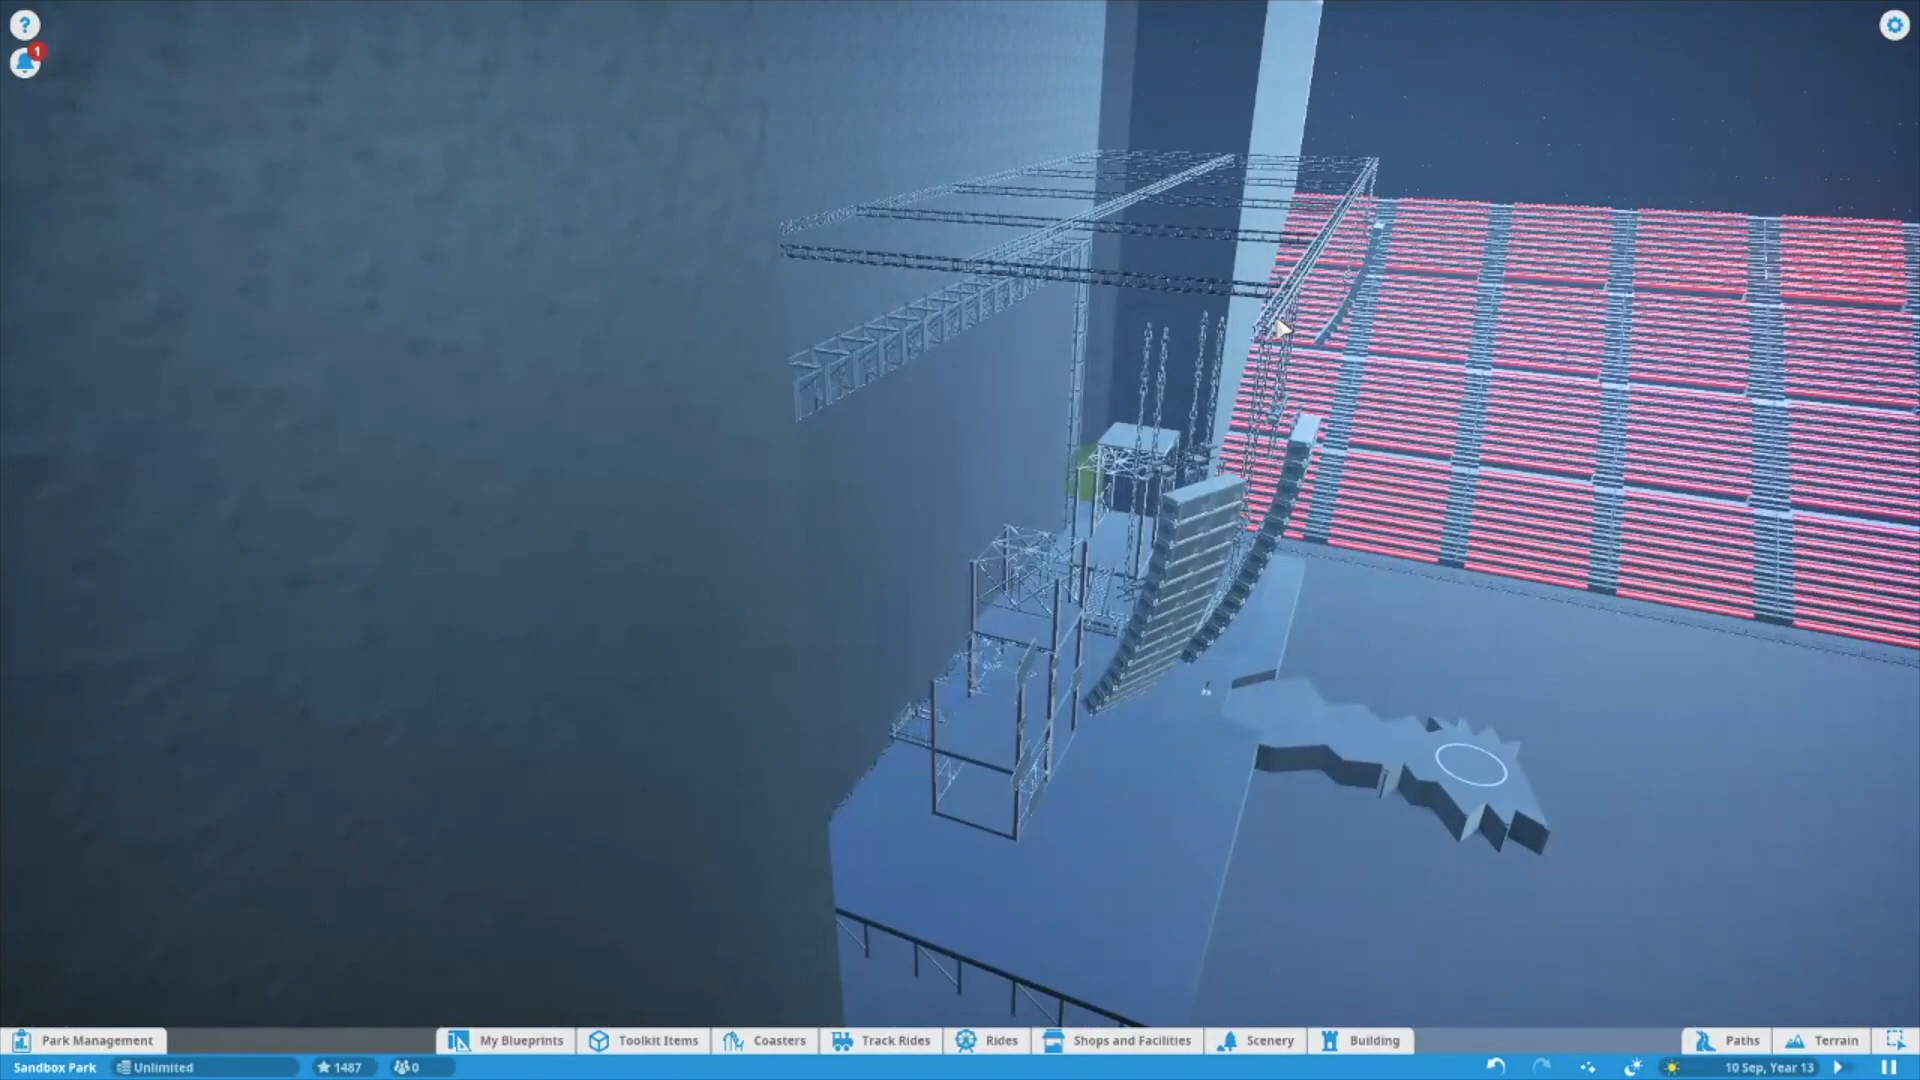 ?
1
Park Management
My Blueprints
Toolkit Items
Coasters
Track Rides
Rides
Shops and Facilities
Scenery
Building
Paths
Terrain
Sandbox Park
Unlimited
1487
0
10 Sep, Year 13